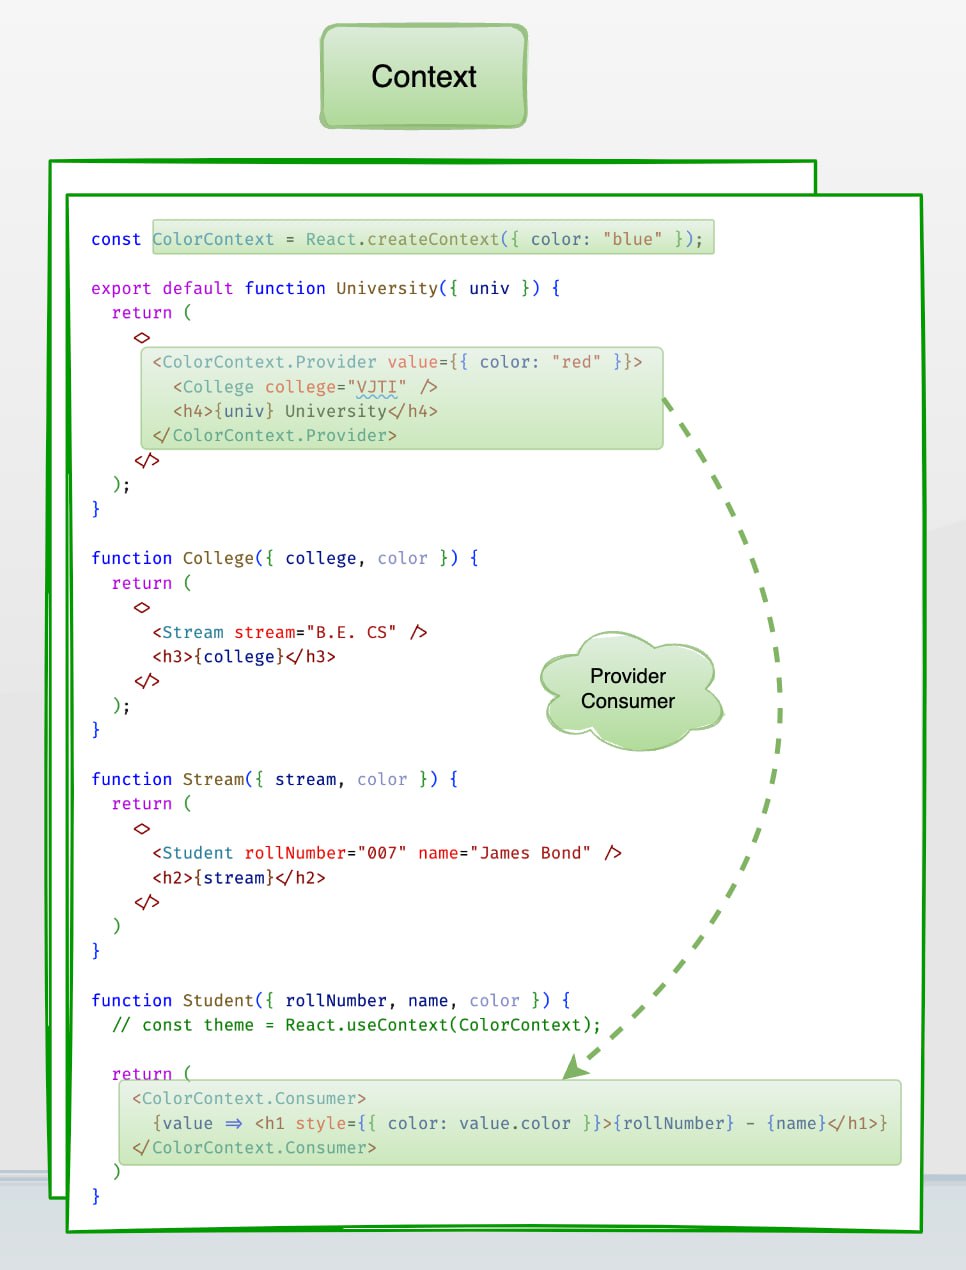 Context
const ColorContext = React.createContext({ color: "blue" });
export default function University({ univ }) {
  return (
    <>
      <ColorContext.Provider value={{ color: "red" }}>
        <College college="VJTI" />
        <h4>{univ} University</h4>
      </ColorContext.Provider>
    </>
  );
}
function College({ college, color }) {
  return (
    <>
      <Stream stream="B.E. CS" />
      <h3>{college}</h3>
    </>
  );
}
Provider
Consumer
function Stream({ stream, color }) {
  return (
    <>
      <Student rollNumber="007" name="James Bond" />
      <h2>{stream}</h2>
    </>
  )
}
function Student({ rollNumber, name, color }) {
  // const theme = React.useContext(ColorContext);
  return (
    <ColorContext.Consumer>
      {value => <h1 style={{ color: value.color }}>{rollNumber} - {name}</h1>}
    </ColorContext.Consumer>
  )
}